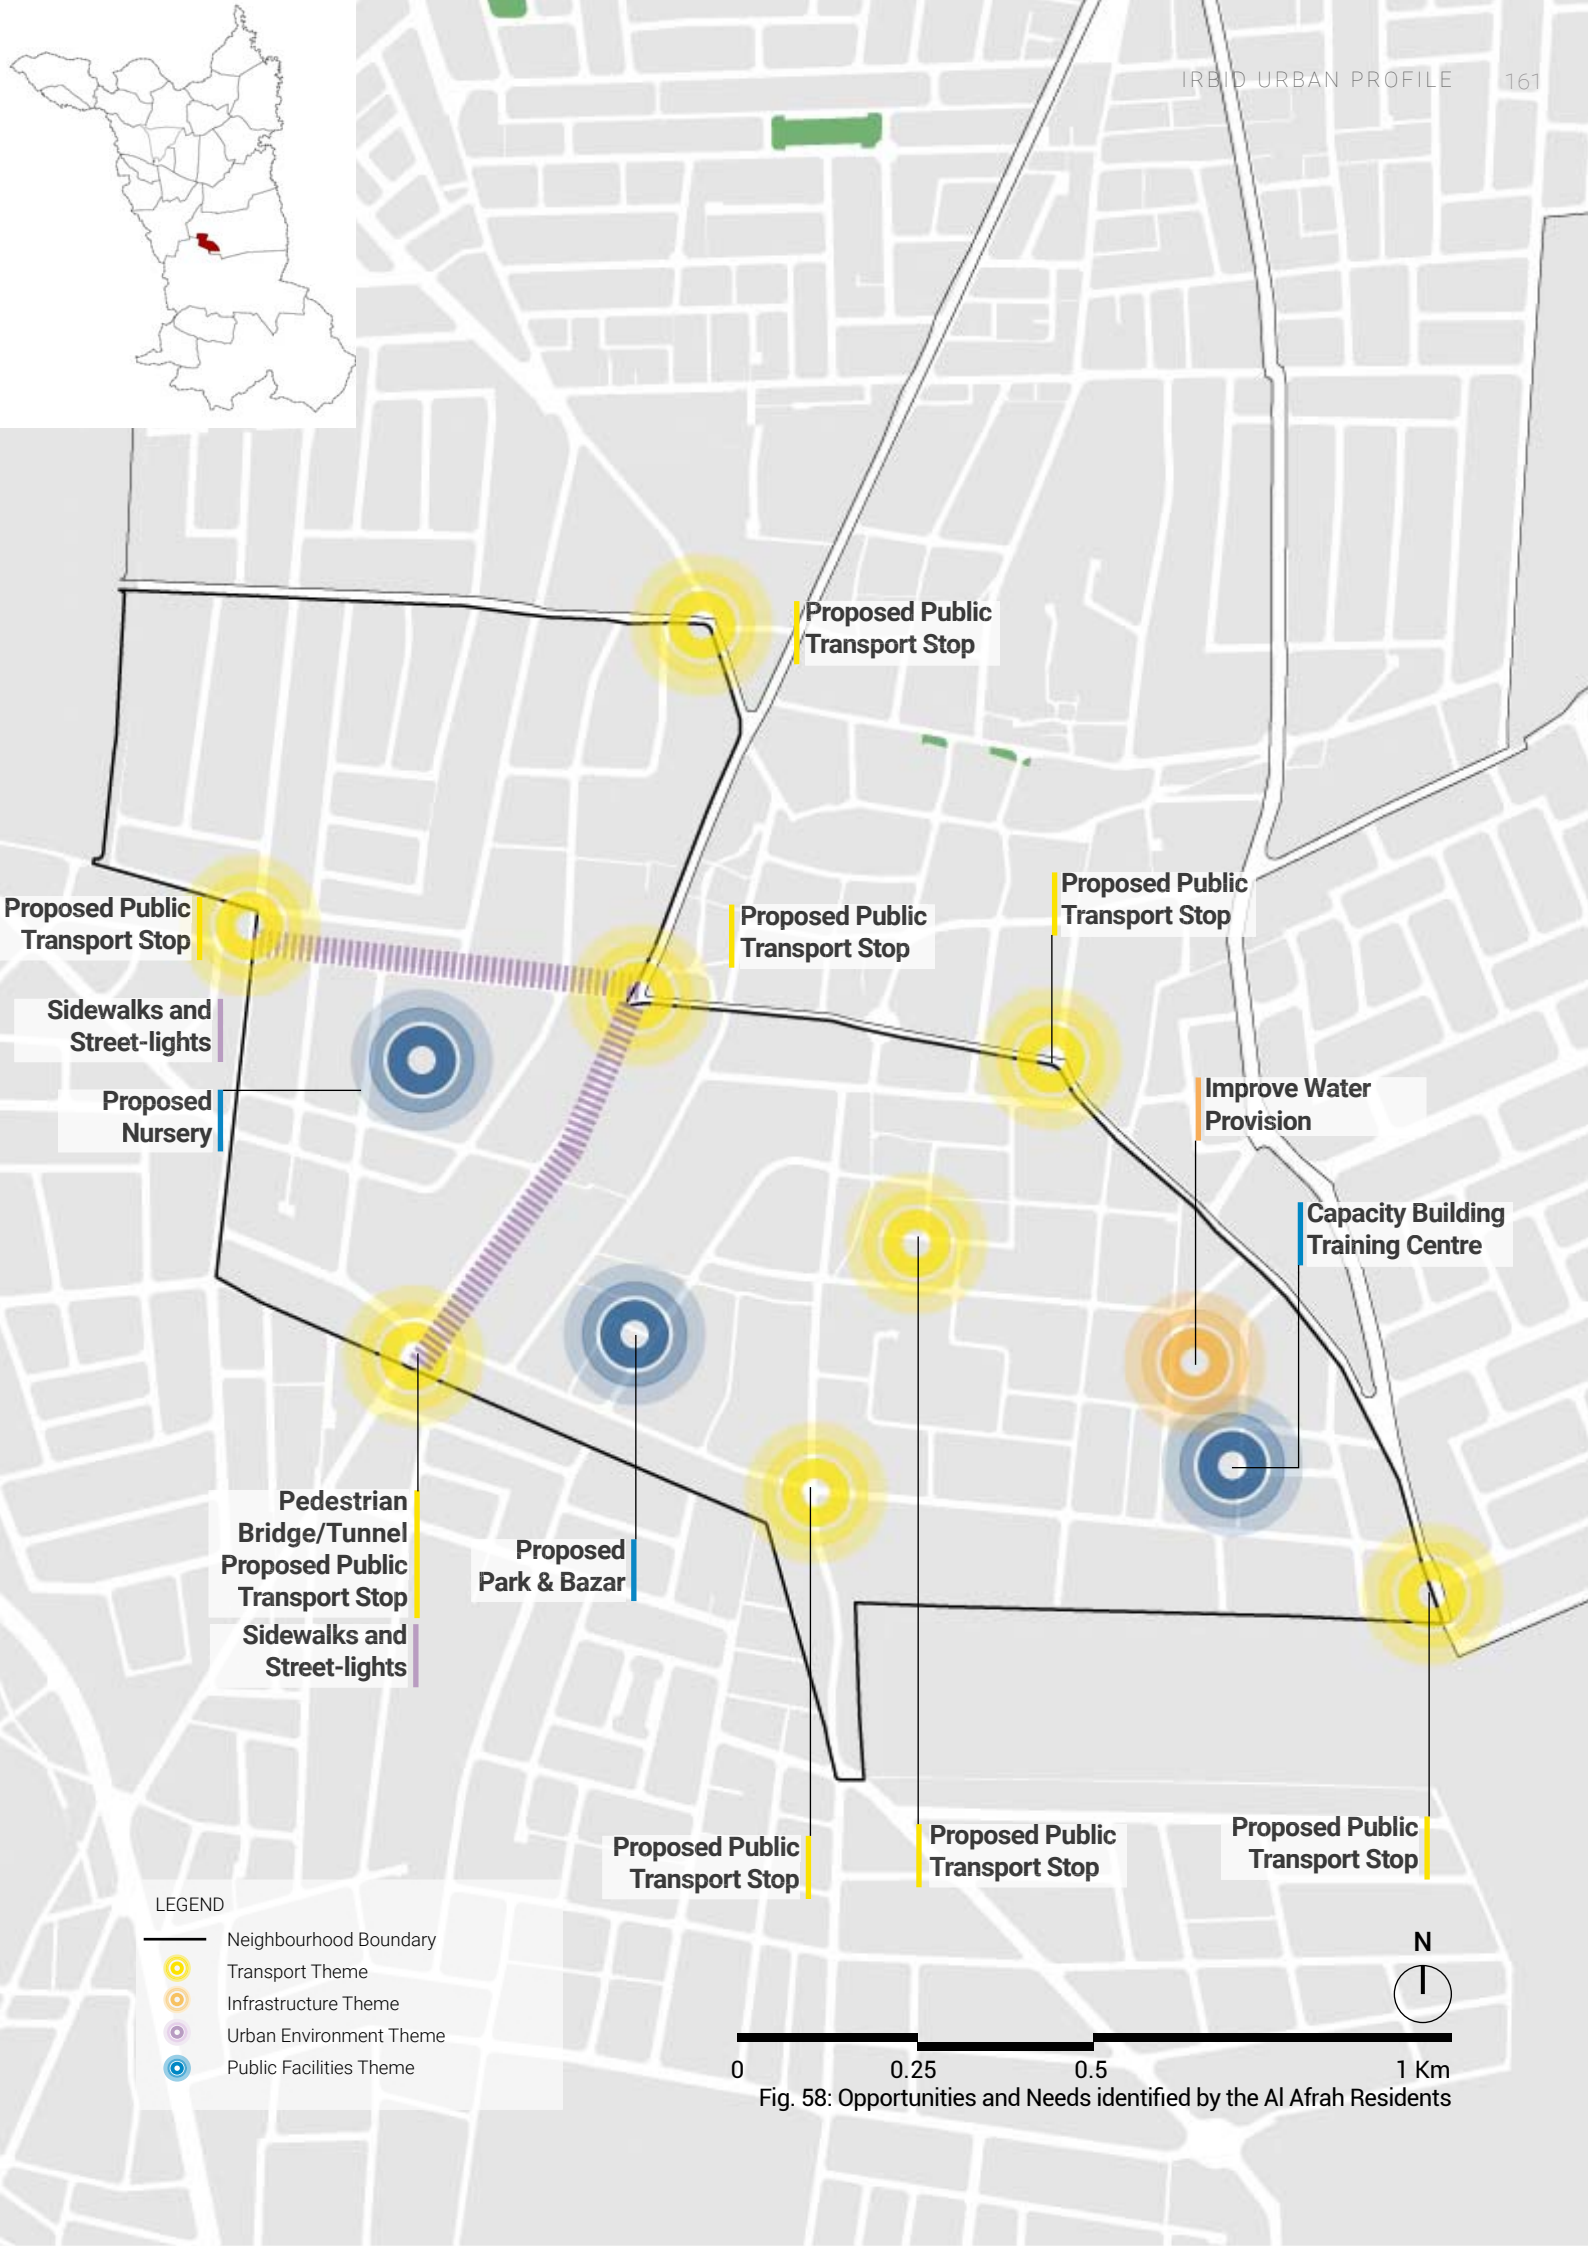 IRBID URBAN PROFILE 161
Proposed Public
Transport Stop
Proposed Public
Transport Stop
Proposed Public
Transport Stop
Proposed Public
Transport Stop
Sidewalks and
Street-lights
Proposed
Nursery
Improve Water
Provision
Capacity Building
Training Centre
Pedestrian
Bridge/Tunnel
Proposed Public
Transport Stop
Sidewalks and
Street-lights
Proposed
Park & Bazar
Proposed Public
Transport Stop
Proposed Public
Transport Stop
Proposed Public
Transport Stop
LEGEND
Neighbourhood Boundary
Transport Theme
Infrastructure Theme
Urban Environment Theme
Public Facilities Theme
N
0 0.25 0.5 1 Km
Fig. 58: Opportunities and Needs identified by the Al Afrah Residents